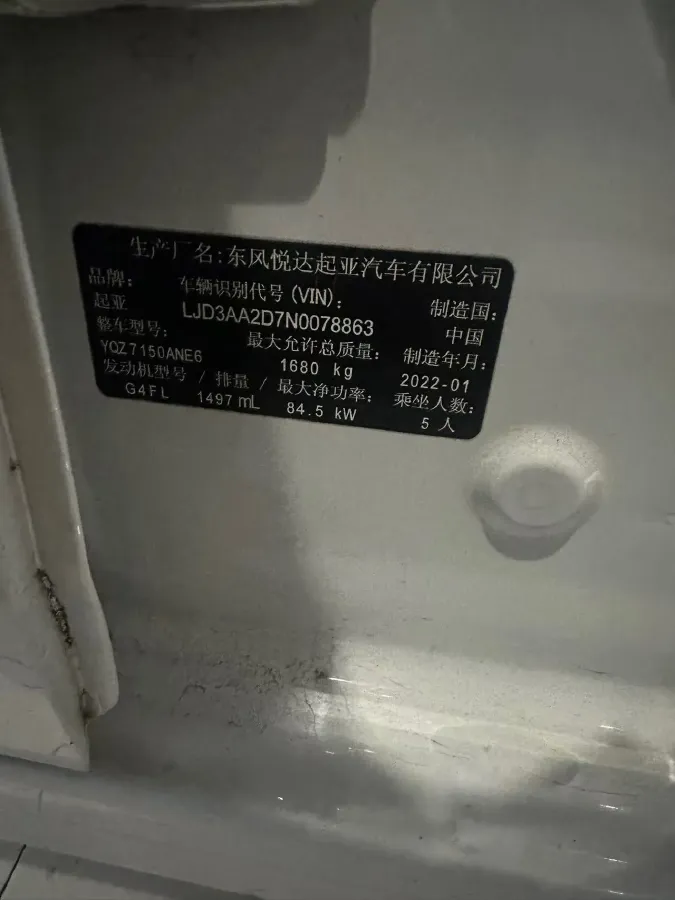 生产厂名:东风悦达起亚汽车有限公司
品牌: 车辆识别代号(VIN): 制造国:
起亚 LJD3AA2D7N0078863 中国
整车型号: 最大允许总质量: 制造年月:
YQZ7150ANE6 1680 kg 2022-01
发动机型号 / 排量 / 最大净功率: 乘坐人数:
G4FL 1497 mL 84.5 kW 5 人